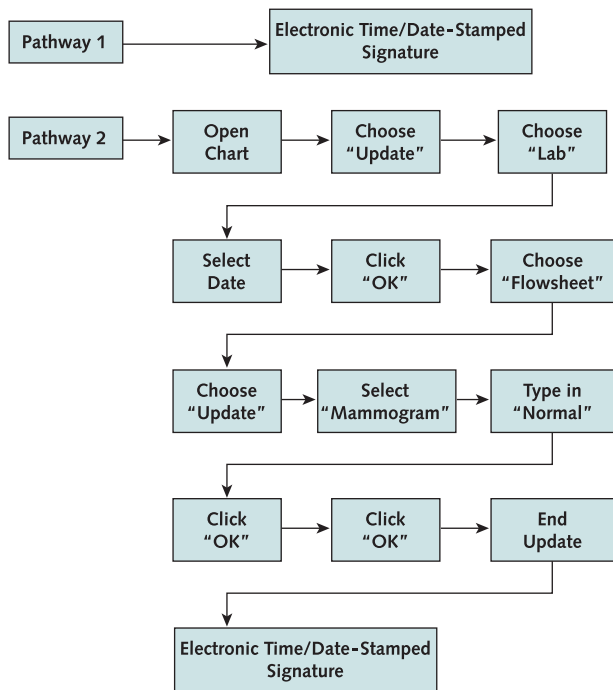 Pathway 1
Electronic Time/Date-Stamped
Signature
Pathway 2
Open
Chart
Choose
“Update”
Choose
“Lab”
Select
Date
Click
“OK”
Choose
“Flowsheet”
Choose
“Update”
Select
“Mammogram”
Type in
“Normal”
Click
“OK”
Click
“OK”
End
Update
Electronic Time/Date-Stamped
Signature